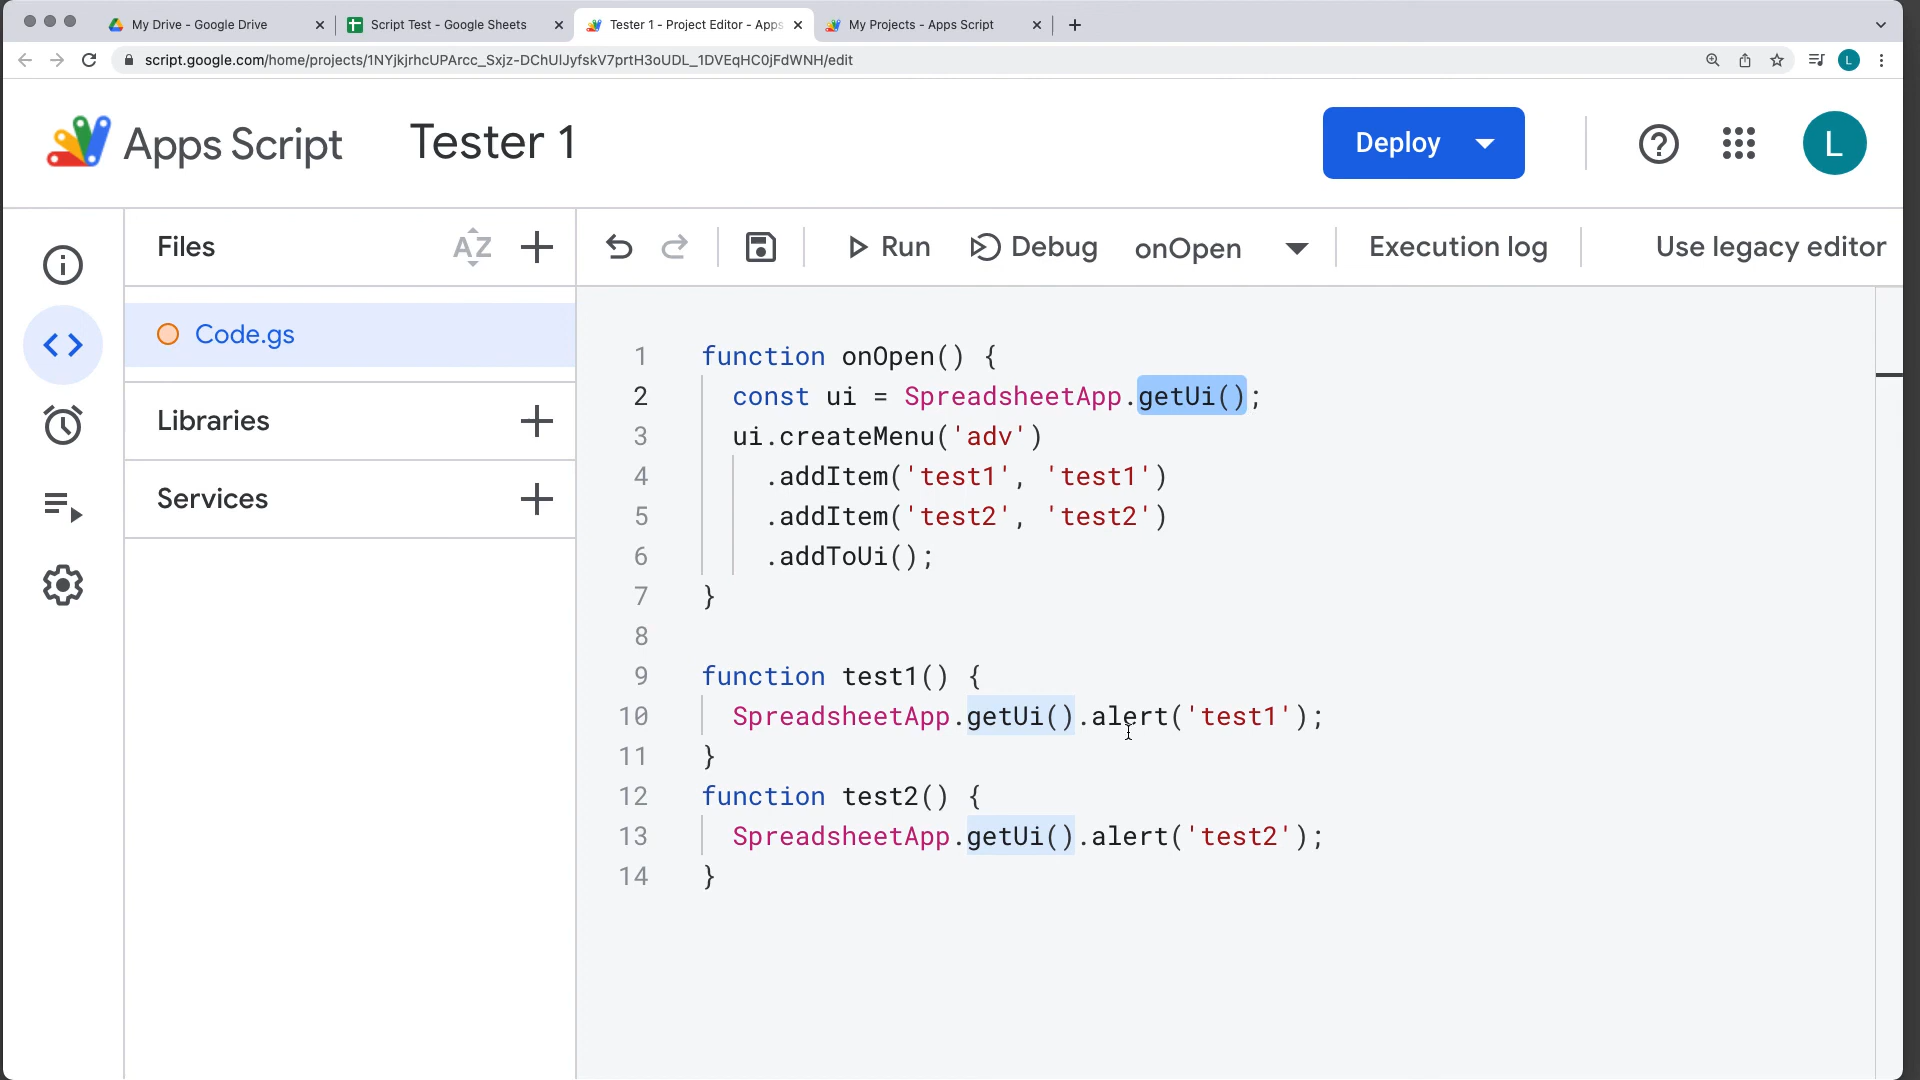 My Drive - Google Drive
Script Test - Google Sheets
Tester 1 - Project Editor - Apps
My Projects - Apps Script
script.google.com/home/projects/1NYjkjrhcUPArcc_Sxjz-DChUlJyfskV7prtH3oUDL_1DVEqHC0jFdWNH/edit
L
Apps Script
Tester 1
Deploy
L
Files
AZ
Run
Debug
onOpen
Execution log
Use legacy editor
Code.gs
Libraries
Services
1 function onOpen() {
2 const ui = SpreadsheetApp.getUi();
3 ui.createMenu('adv')
4 .addItem('test1', 'test1')
5 .addItem('test2', 'test2')
6 .addToUi();
7 }
8
9 function test1() {
10 SpreadsheetApp.getUi().alert('test1');
11 }
12 function test2() {
13 SpreadsheetApp.getUi().alert('test2');
14 }